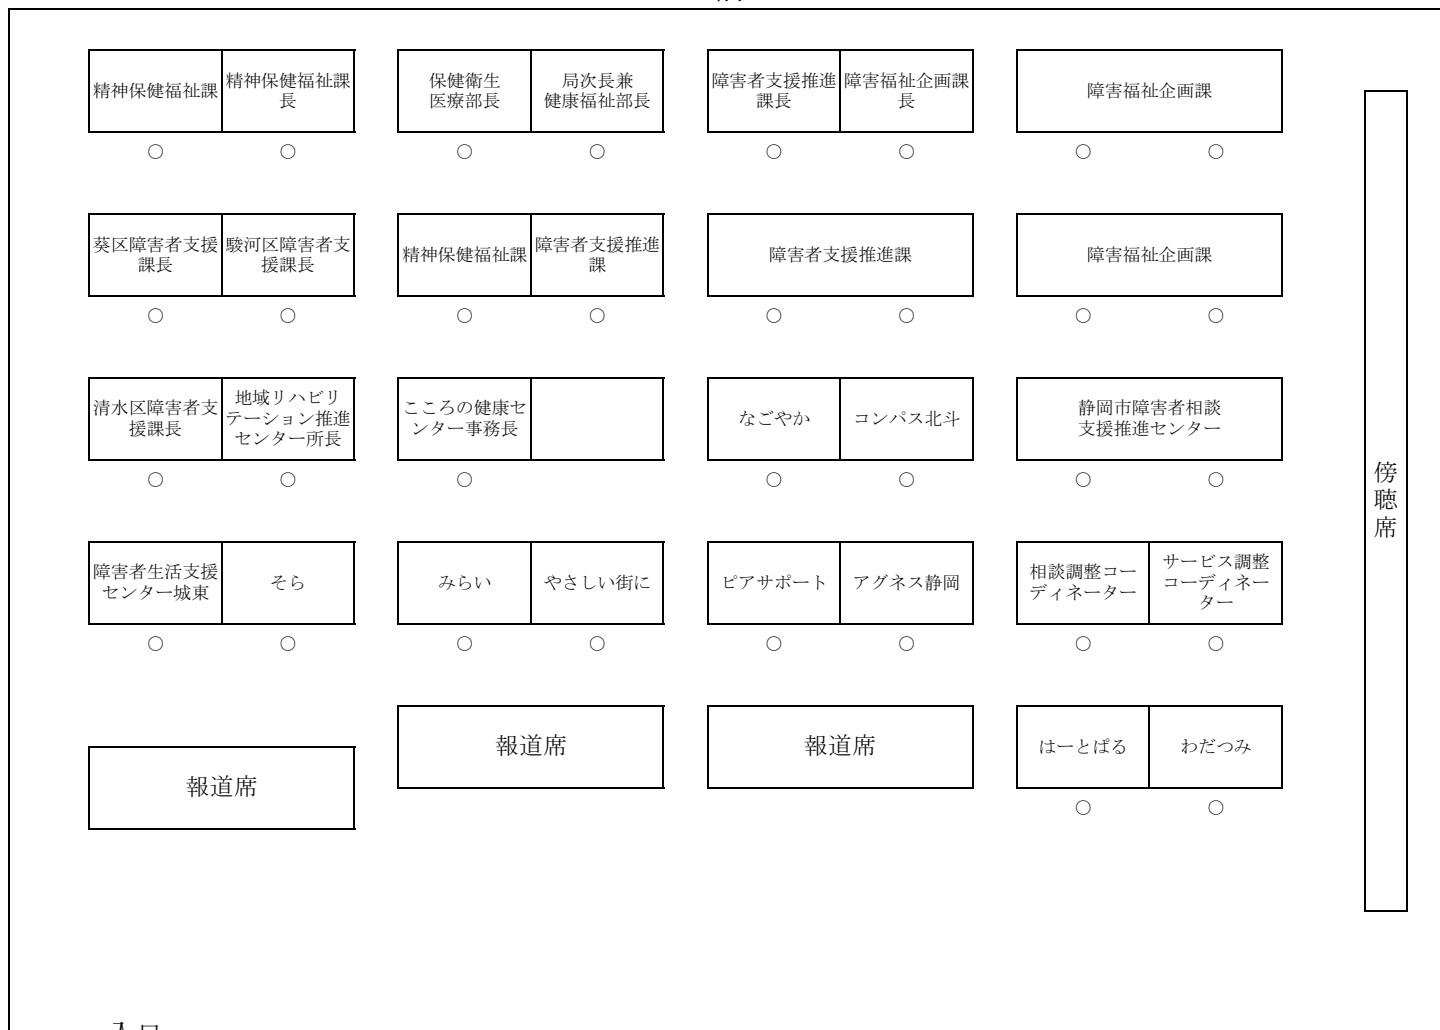 精神保健福祉課
精神保健福祉課
長
保健衛生
医療部長
局次長兼
健康福祉部長
障害者支援推進
課長
障害福祉企画課
長
障害福祉企画課
葵区障害者支援
課長
駿河区障害者支
援課長
精神保健福祉課
障害者支援推進
課
障害者支援推進課
障害福祉企画課
清水区障害者支
援課長
地域リハビリ
テーション推進
センター所長
こころの健康セ
ンター事務長
なごやか
コンパス北斗
静岡市障害者相談
支援推進センター
障害者生活支援
センター城東
そら
みらい
やさしい街に
ピアサポート
アグネス静岡
相談調整コー
ディネーター
サービス調整
コーディネー
ター
報道席
報道席
報道席
はーとぱる
わだつみ
傍聴席